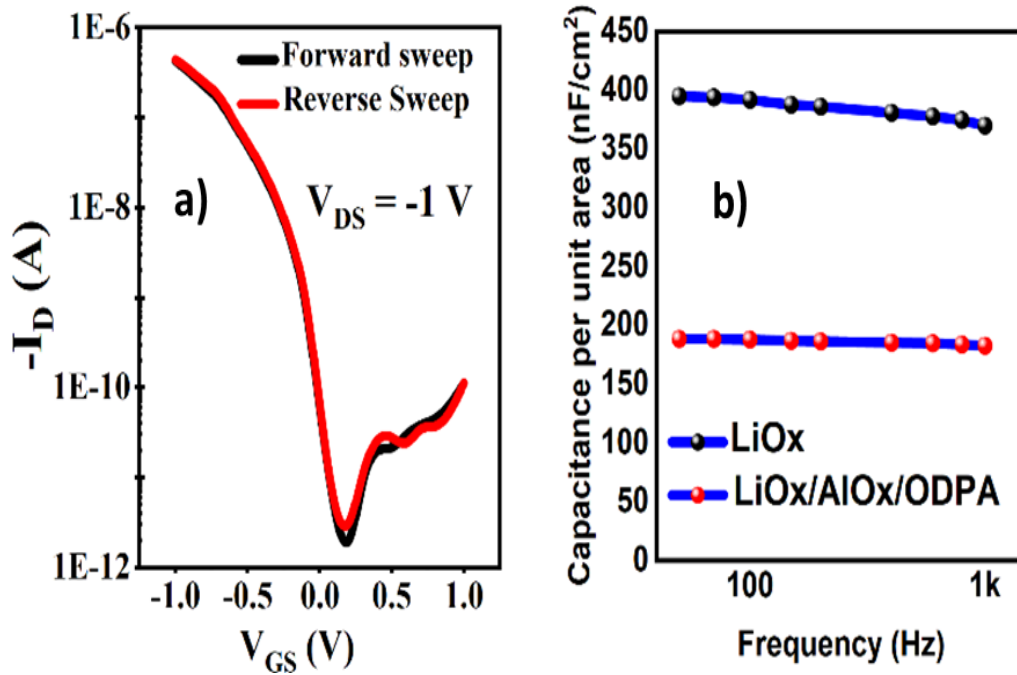 1E-6
1E-8
1E-10
1E-12
-I_D (A)
Forward sweep
Reverse Sweep
a)
V_DS = -1 V
-1.0 -0.5 0.0 0.5 1.0
V_GS (V)
450
400
350
300
250
200
150
100
50
0
Capacitance per unit area (nF/cm²)
b)
LiOx
LiOx/AlOx/ODPA
100 1k
Frequency (Hz)